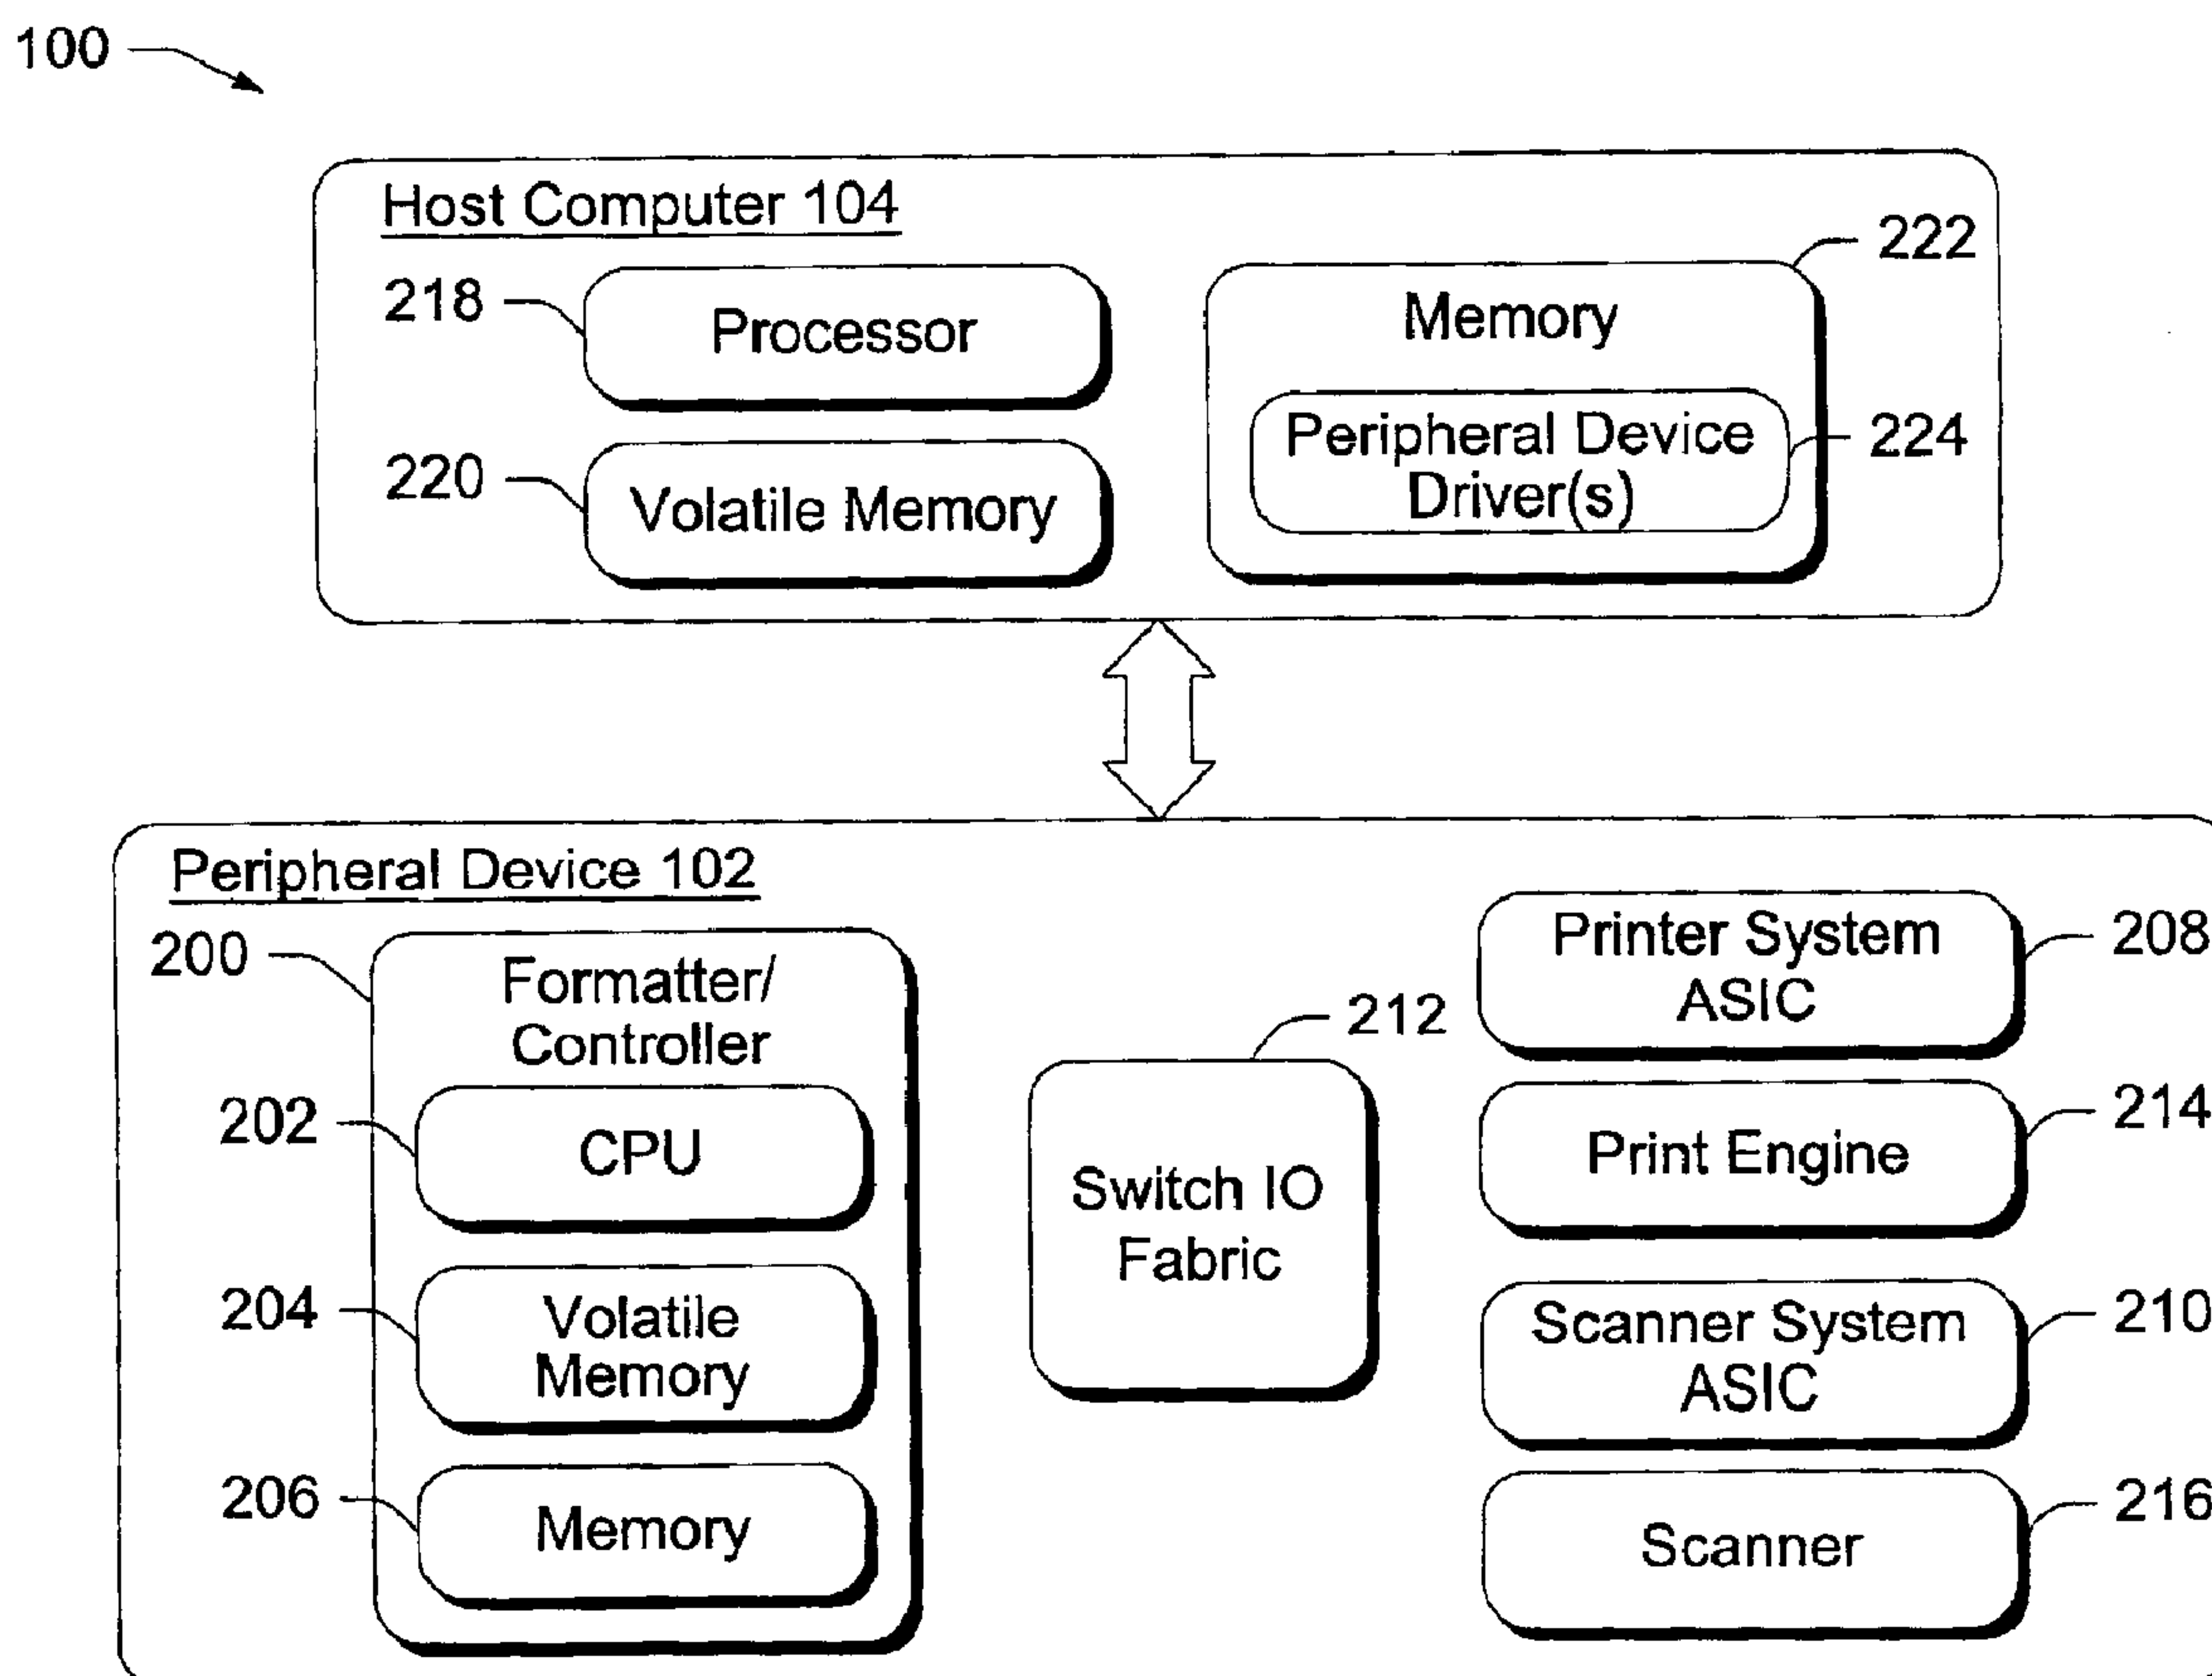 100
Host Computer 104
222
218
Processor
Memory
Peripheral Device
Driver(s)
224
220
Volatile Memory
Peripheral Device 102
200
Formatter/
Controller
202
CPU
204
Volatile
Memory
206
Memory
212
Switch IO
Fabric
Printer System
ASIC
208
Print Engine
214
Scanner System
ASIC
210
Scanner
216